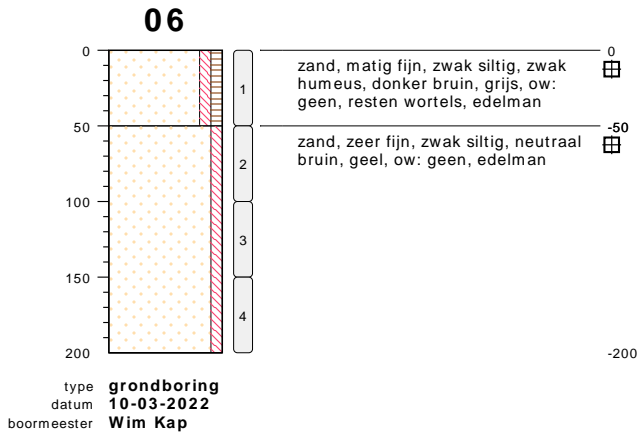 06
0
50
100
150
200
1
2
3
4
zand, matig fijn, zwak siltig, zwak
humeus, donker bruin, grijs, ow:
geen, resten wortels, edelman
zand, zeer fijn, zwak siltig, neutraal
bruin, geel, ow: geen, edelman
0
-50
-200
type grondboring
datum 10-03-2022
boormeester Wim Kap